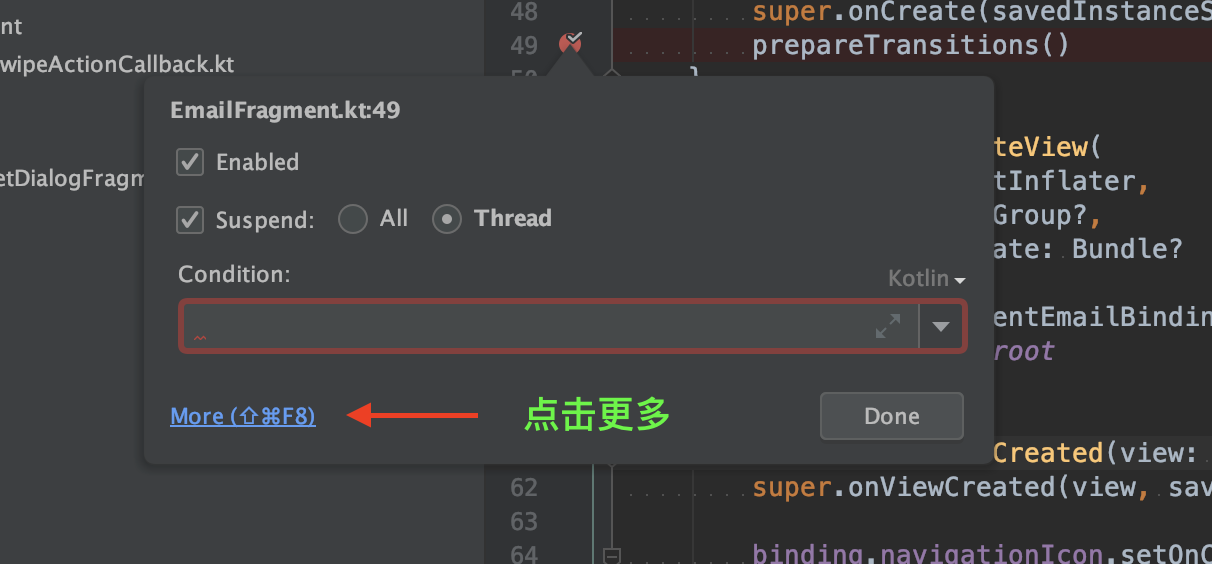 nt
wipeActionCallback.kt
etDialogFragm
48 super.onCreate(savedInstanceS
49 prepareTransitions()
EmailFragment.kt:49
Enabled
Suspend: All Thread
Condition:
Kotlin
More (⇧⌘F8)
点击更多
Done
teView(
tInflater,
Group?,
ate: Bundle?
entEmailBindin
root
Created(view:
62 super.onViewCreated(view, sav
63
64 binding.navigationIcon.setOnC